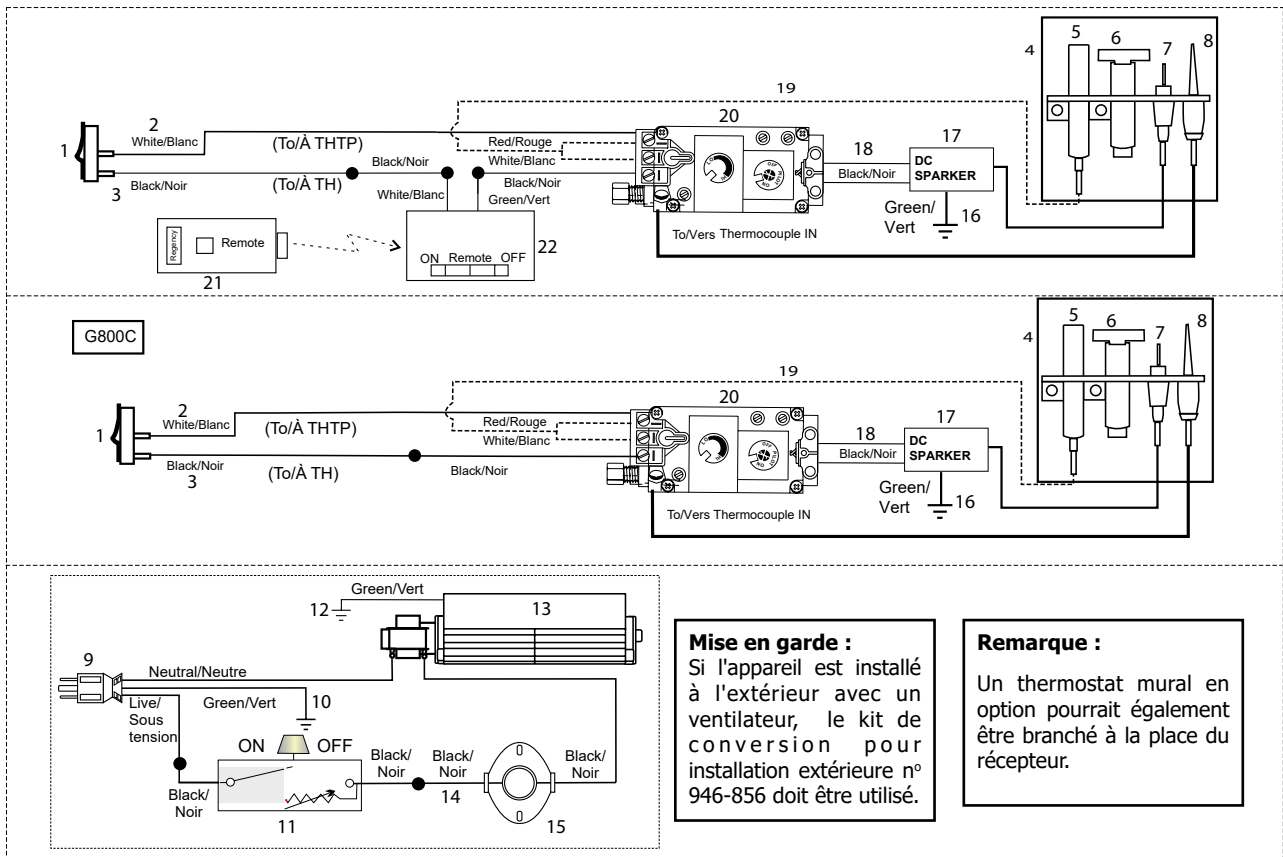 5
6
7
8
4
19
20
2
White/Blanc
(To/À THTP)
Red/Rouge
White/Blanc
1
Black/Noir
Black/Noir
18
17
DC
SPARKER
3
Black/Noir
(To/À TH)
White/Blanc
Green/Vert
Green/
Vert
16
To/Vers Thermocouple IN
Regency
Remote
21
ON Remote OFF
22
G800C
5
6
7
8
4
19
20
2
White/Blanc
(To/À THTP)
Red/Rouge
White/Blanc
1
Black/Noir
3
(To/À TH)
Black/Noir
18
Black/Noir
17
DC
SPARKER
Green/
Vert
16
To/Vers Thermocouple IN
LO
HI
OFF
PILOT
ON
Green/Vert
12
13
9
Neutral/Neutre
Live/
Sous
tension
Green/Vert
10
ON OFF
Black/
Noir
11
Black/
Noir
Black/
Noir
14
15
Black/
Noir
Mise en garde :
Si l'appareil est installé
à l'extérieur avec un
ventilateur, le kit de
conversion pour
installation extérieure nº
946-856 doit être utilisé.
Remarque :
Un thermostat mural en
option pourrait également
être branché à la place du
récepteur.